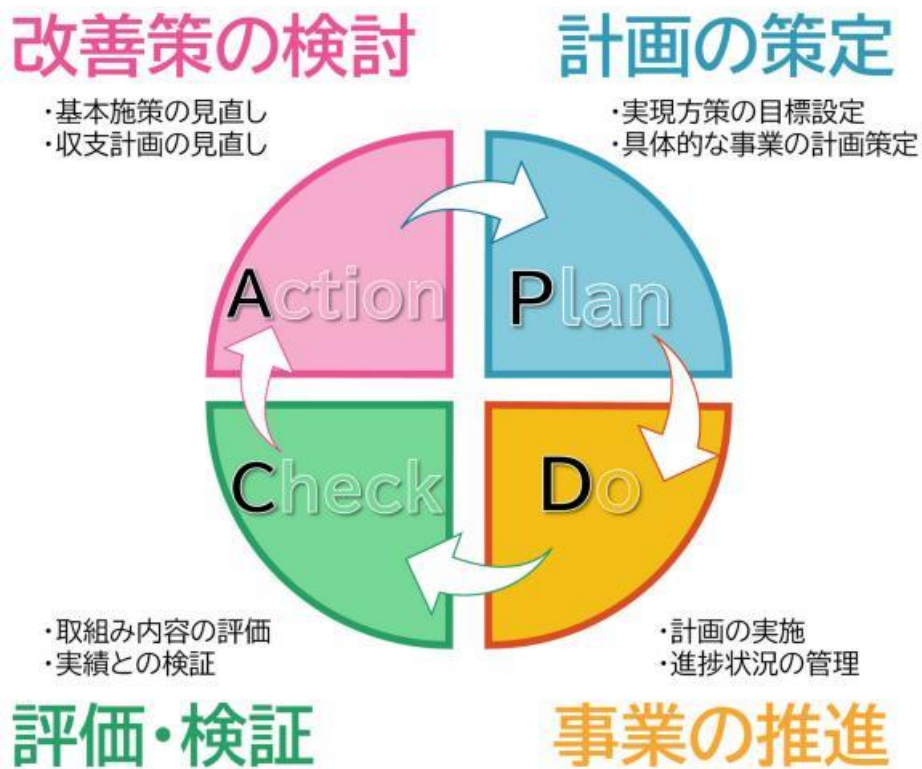 改善策の検討
・基本施策の見直し
・収支計画の見直し
計画の策定
・実現方策の目標設定
・具体的な事業の計画策定
Action
Plan
Check
Do
・取組み内容の評価
・実績との検証
評価・検証
・計画の実施
・進捗状況の管理
事業の推進